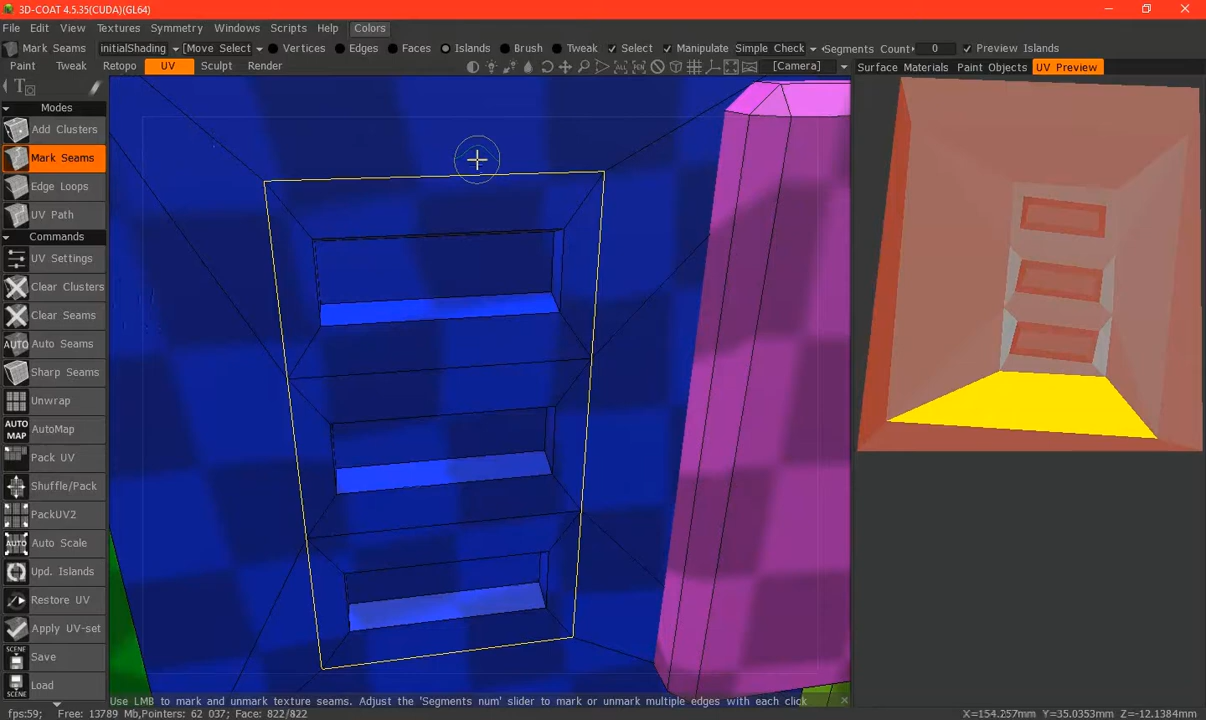 3D-COAT 4.5.35(CUDA)(GL64)
File Edit View Textures Symmetry Windows Scripts Help Colors
Mark Seams initialShading [Move Select] Vertices Edges Faces Islands Brush Tweak Select Manipulate Simple Check Segments Count 0 Preview Islands
Paint Tweak Retopo UV Sculpt Render [Camera] Surface Materials Paint Objects UV Preview
Modes
Add Clusters
Mark Seams
Edge Loops
UV Path
Commands
UV Settings
Clear Clusters
Clear Seams
AUTO Auto Seams
Sharp Seams
Unwrap
AUTO MAP AutoMap
Pack UV
Shuffle/Pack
PackUV2
AUTO Auto Scale
Upd. Islands
Restore UV
Apply UV-set
SCENE Save
SCENE Load
Use LMB to mark and unmark texture seams. Adjust the 'Segments num' slider to mark or unmark multiple edges with each click
fps:59; Free: 13789 Mb,Pointers: 62 037; Face: 822/822 X=154.257mm Y=35.0353mm Z=-12.1384mm